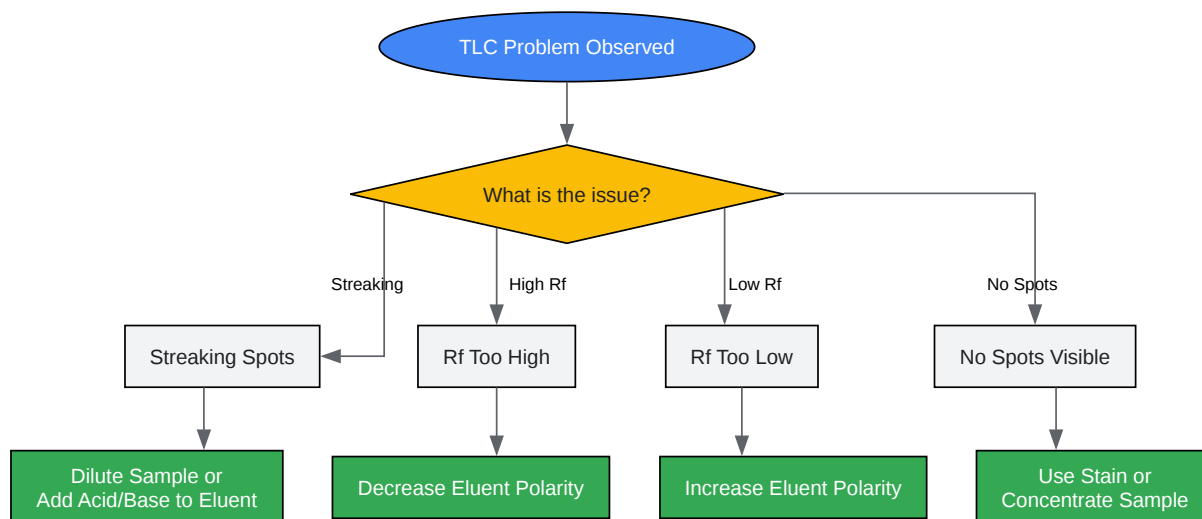 TLC Problem Observed
What is the issue?
Streaking
High Rf
Low Rf
No Spots
Streaking Spots
Rf Too High
Rf Too Low
No Spots Visible
Dilute Sample or
Add Acid/Base to Eluent
Decrease Eluent Polarity
Increase Eluent Polarity
Use Stain or
Concentrate Sample